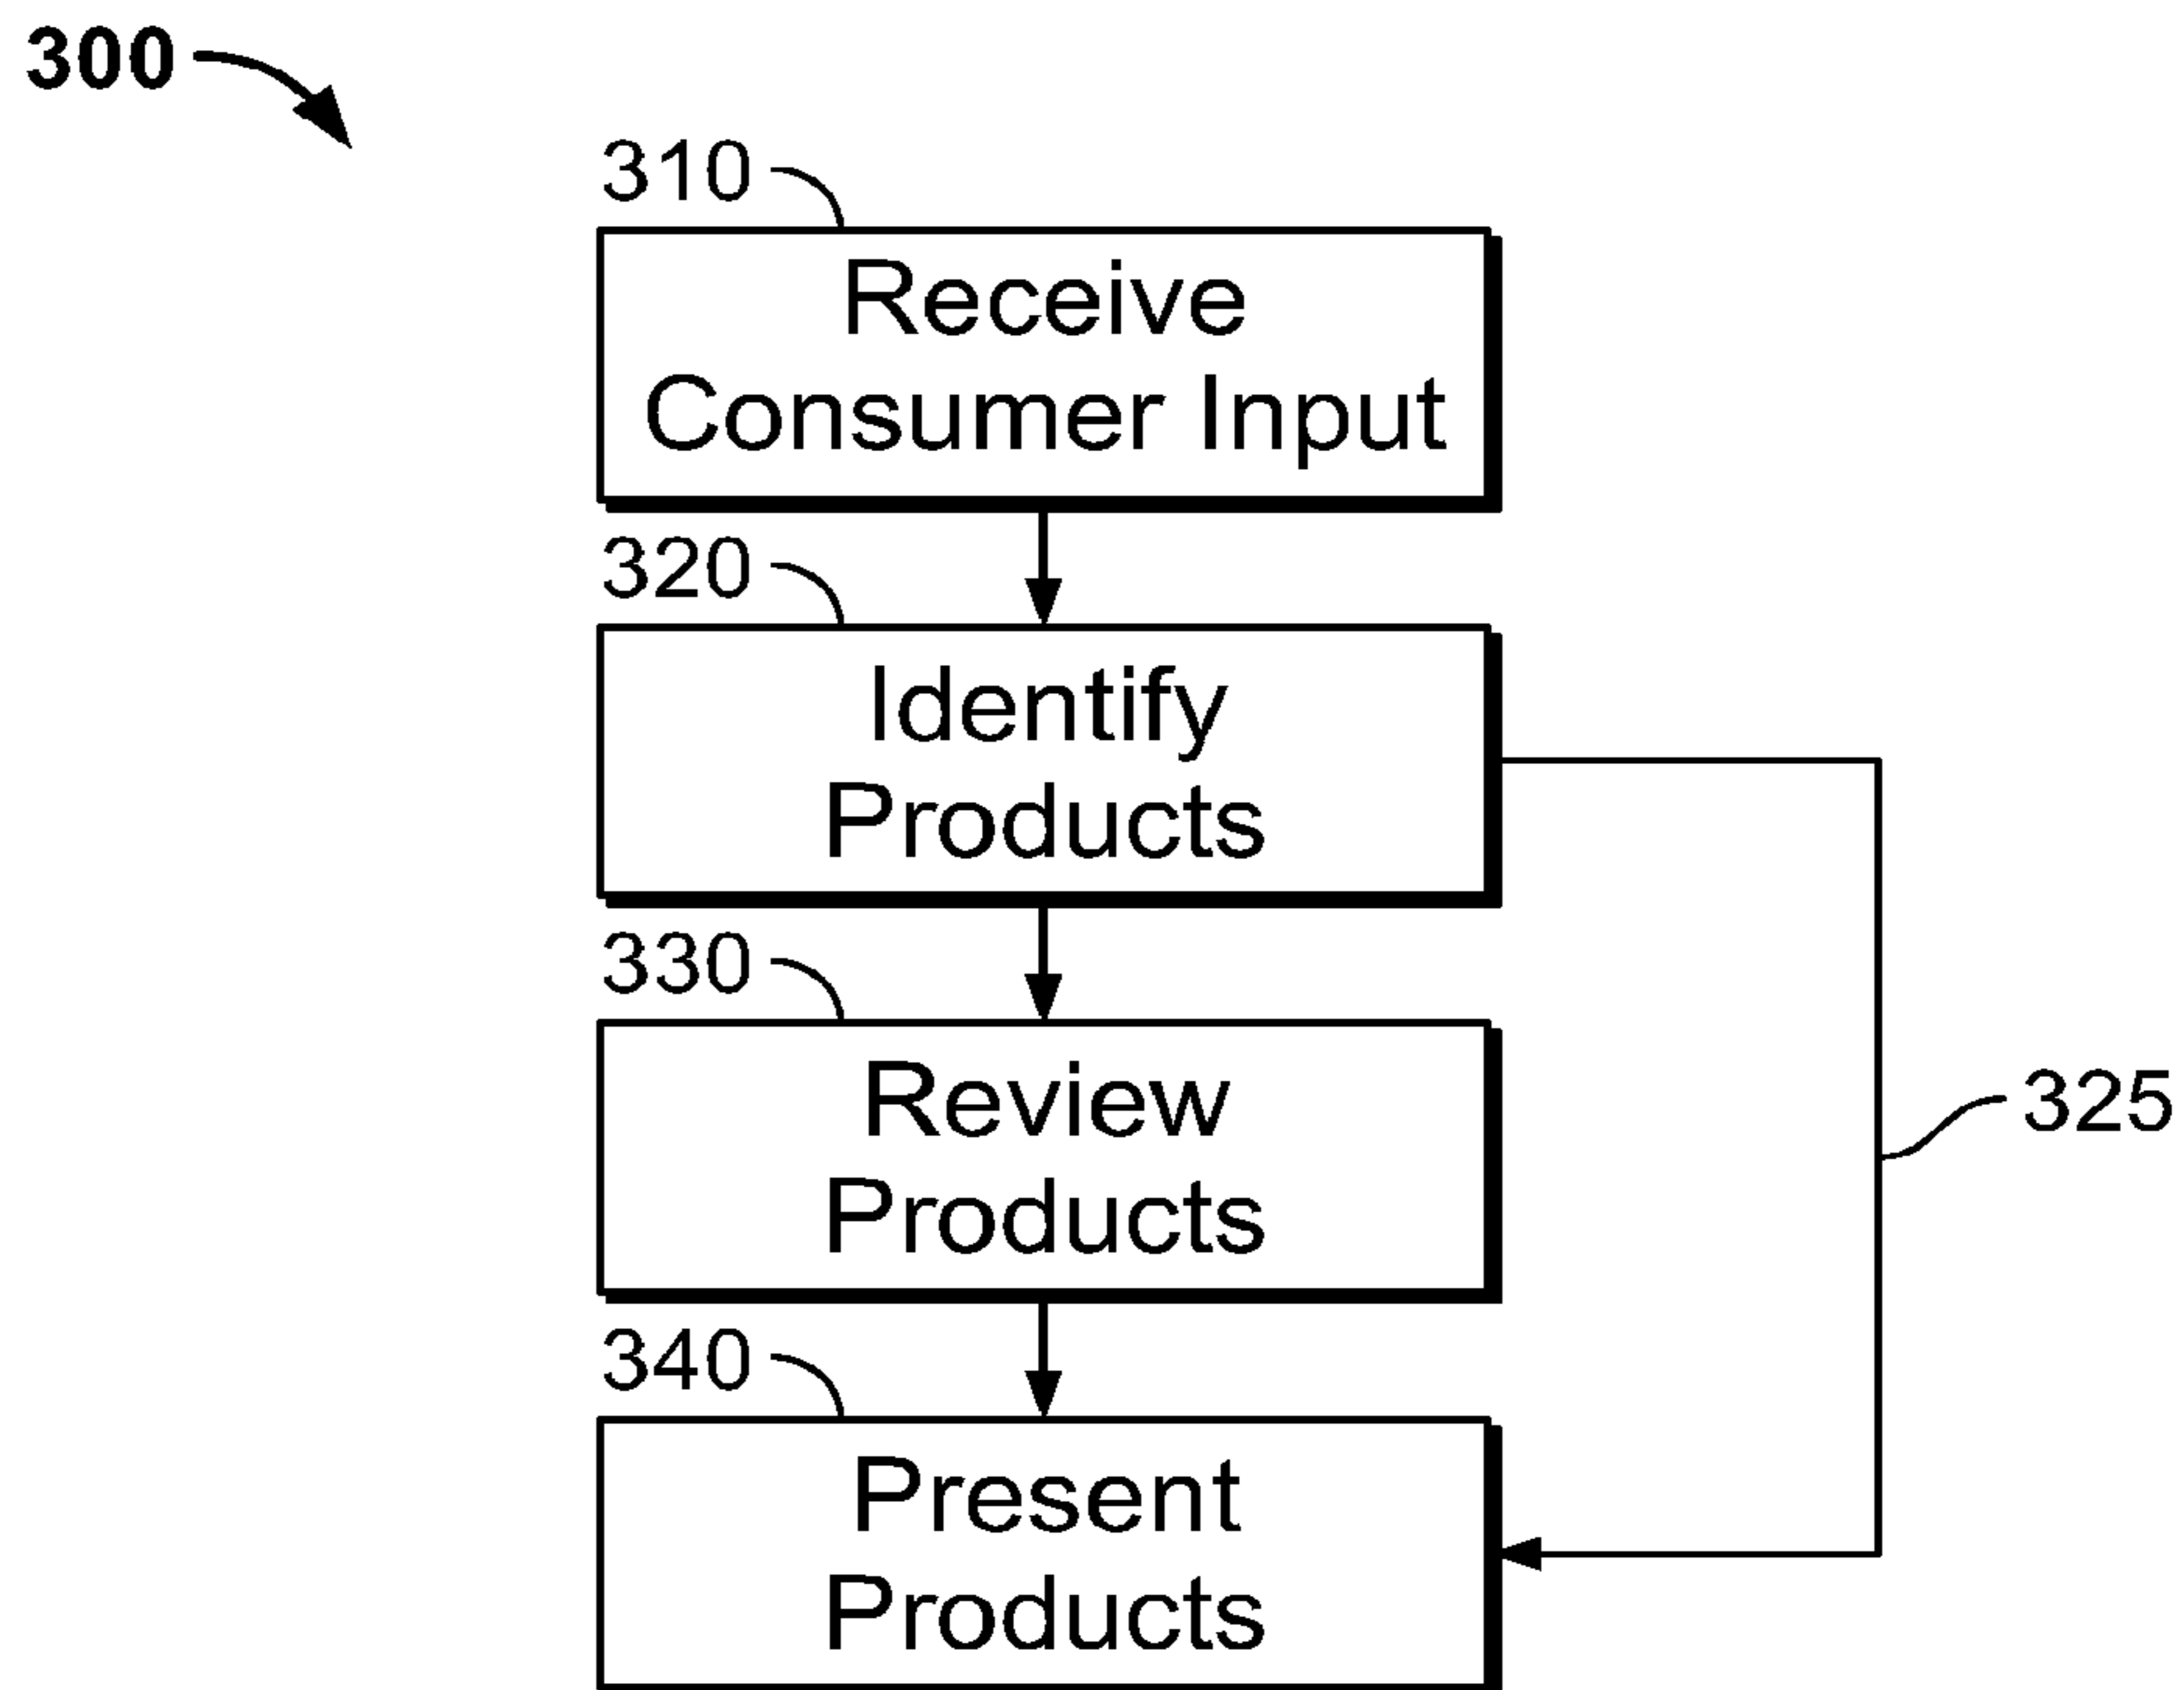 300
310
Receive
Consumer Input
320
Identify
Products
330
Review
Products
325
340
Present
Products